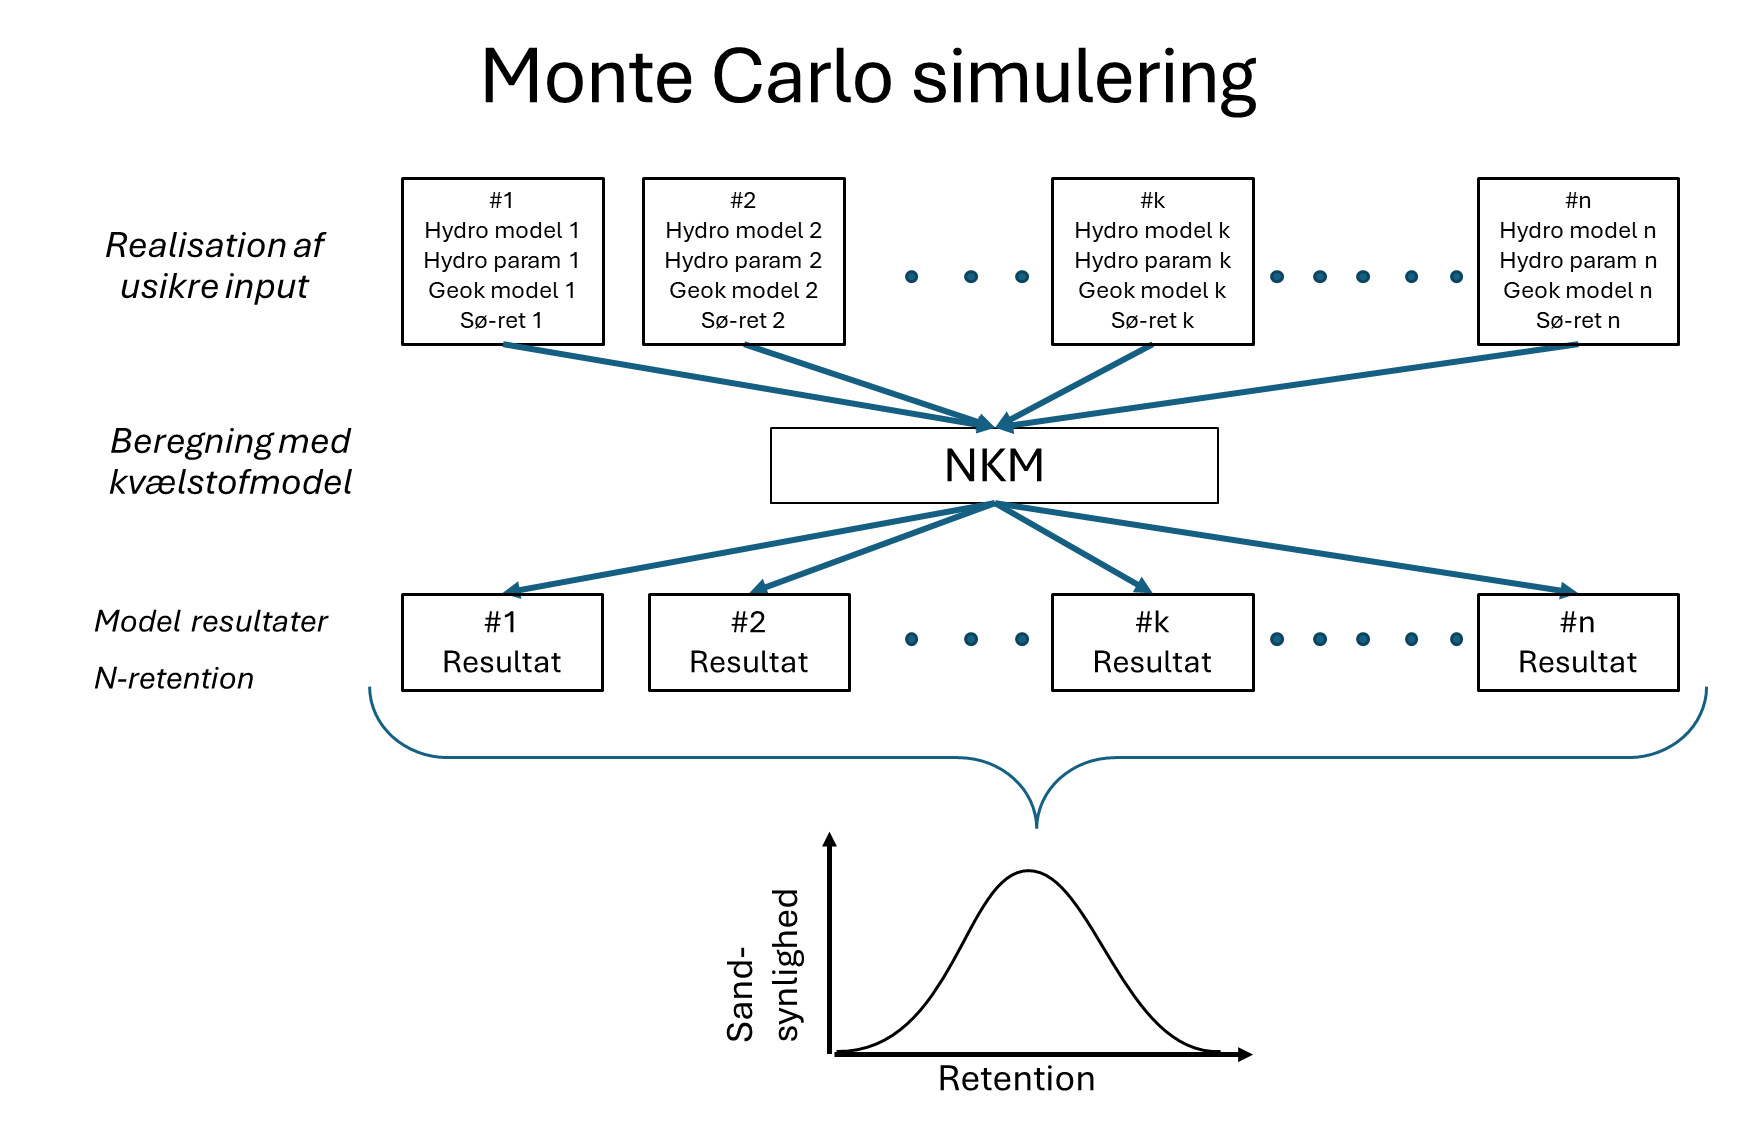 Monte Carlo simulering
Realisation af
usikre input
#1
Hydro model 1
Hydro param 1
Geok model 1
Sø-ret 1
#2
Hydro model 2
Hydro param 2
Geok model 2
Sø-ret 2
#k
Hydro model k
Hydro param k
Geok model k
Sø-ret k
#n
Hydro model n
Hydro param n
Geok model n
Sø-ret n
Beregning med
kvælstofmodel
NKM
Model resultater
N-retention
#1
Resultat
#2
Resultat
#k
Resultat
#n
Resultat
Sand-
synlighed
Retention